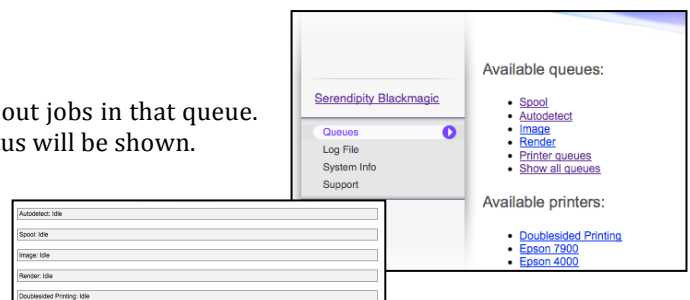 out jobs in that queue.
tus will be shown.
Serendipity Blackmagic
Queues
Log File
System Info
Support
Available queues:
Spool
Autodetect
Image
Render
Printer queues
Show all queues
Available printers:
Doublesided Printing
Epson 7900
Epson 4000
Autodetect: Idle
Spool: Idle
Image: Idle
Render: Idle
Doublesided Printing: Idle